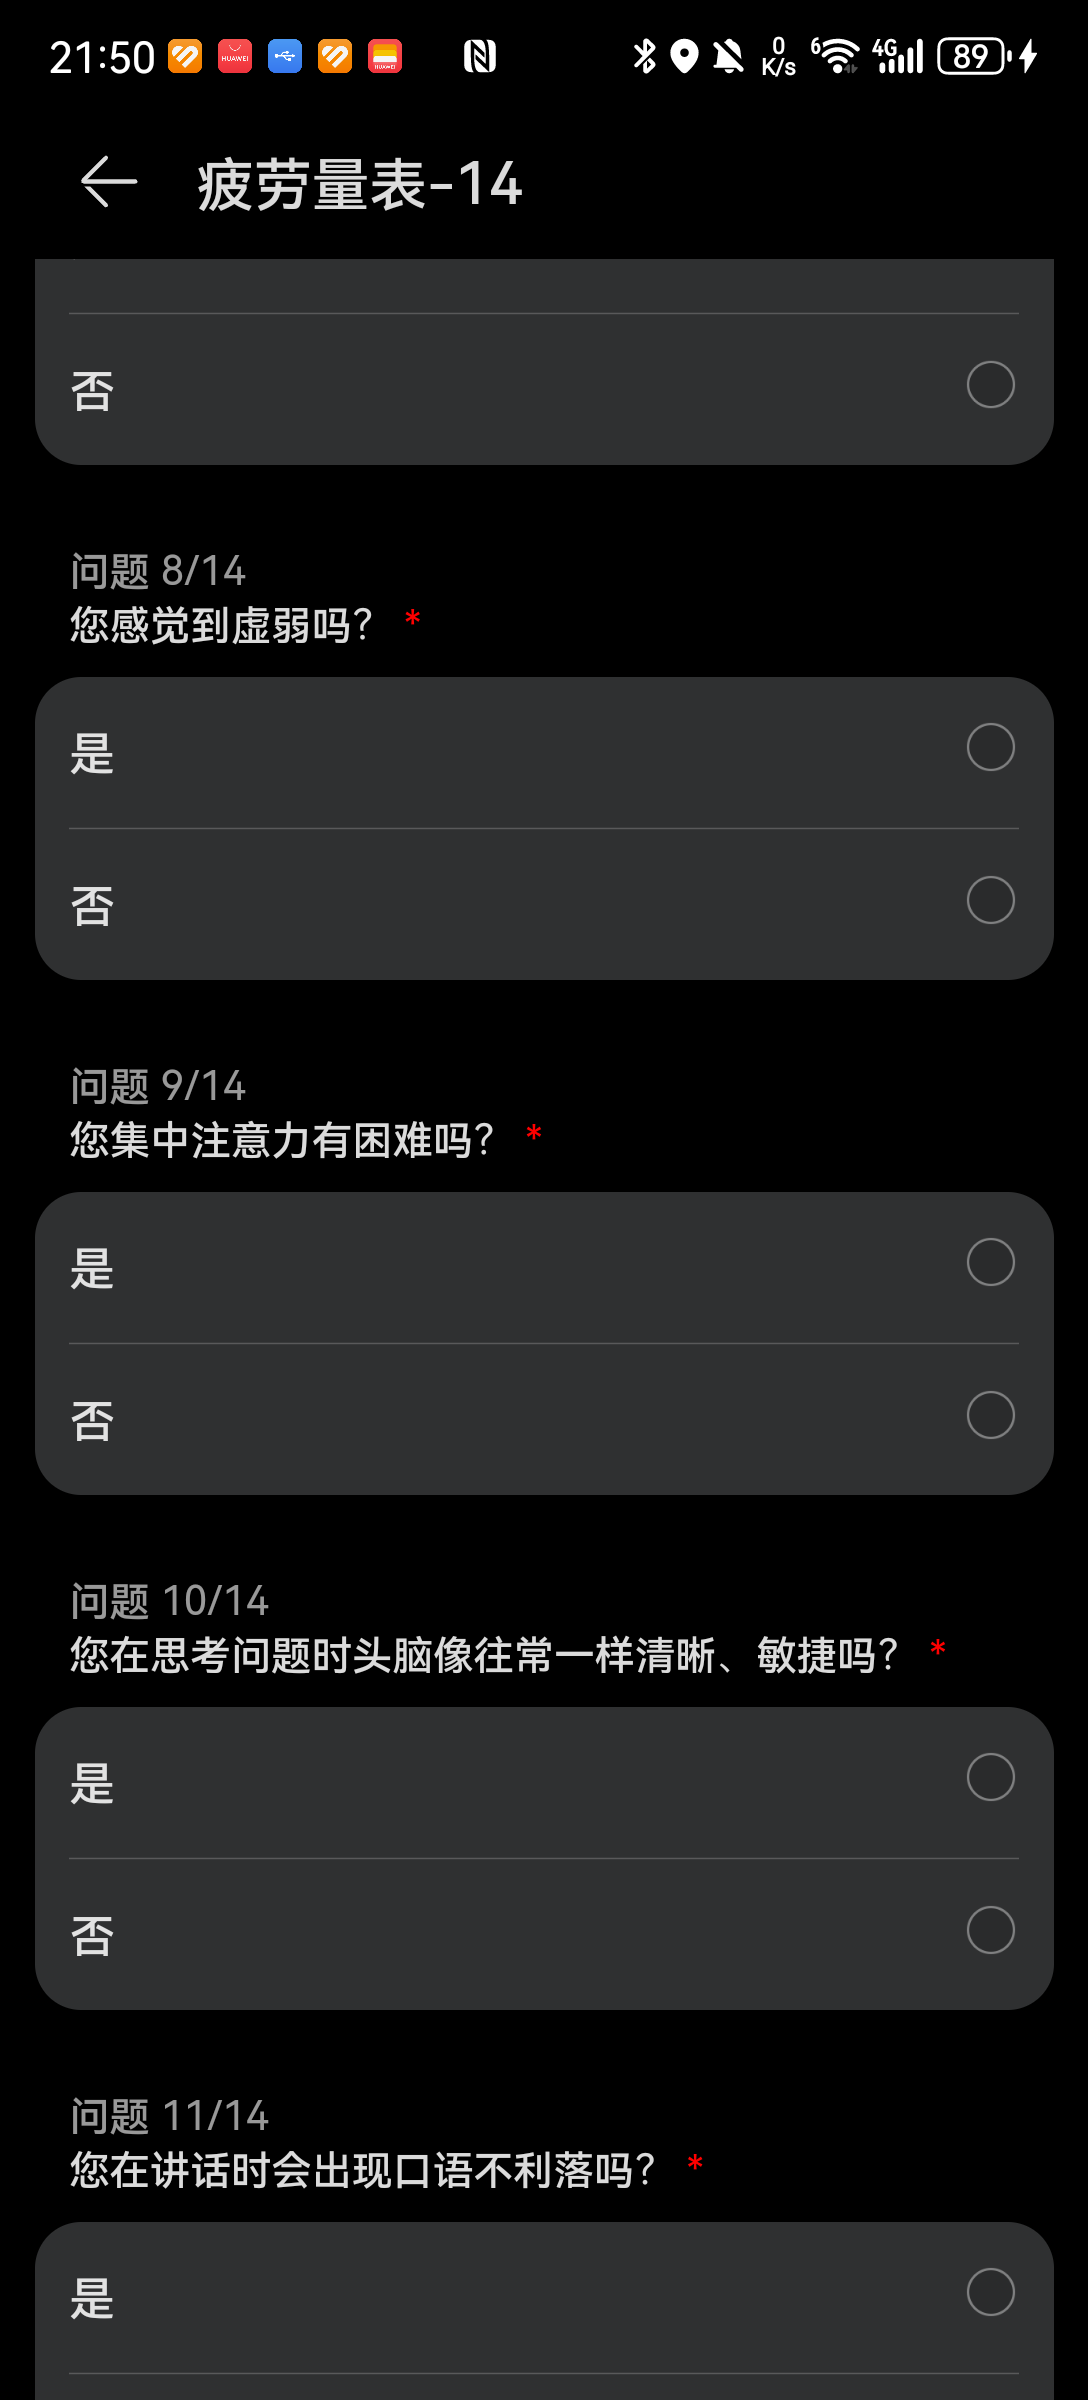 21:50
HUAWEI
0
K/s
6
4G
89
疲劳量表-14
否
问题 8/14
您感觉到虚弱吗？ *
是
否
问题 9/14
您集中注意力有困难吗？ *
是
否
问题 10/14
您在思考问题时头脑像往常一样清晰、敏捷吗？ *
是
否
问题 11/14
您在讲话时会出现口语不利落吗？ *
是